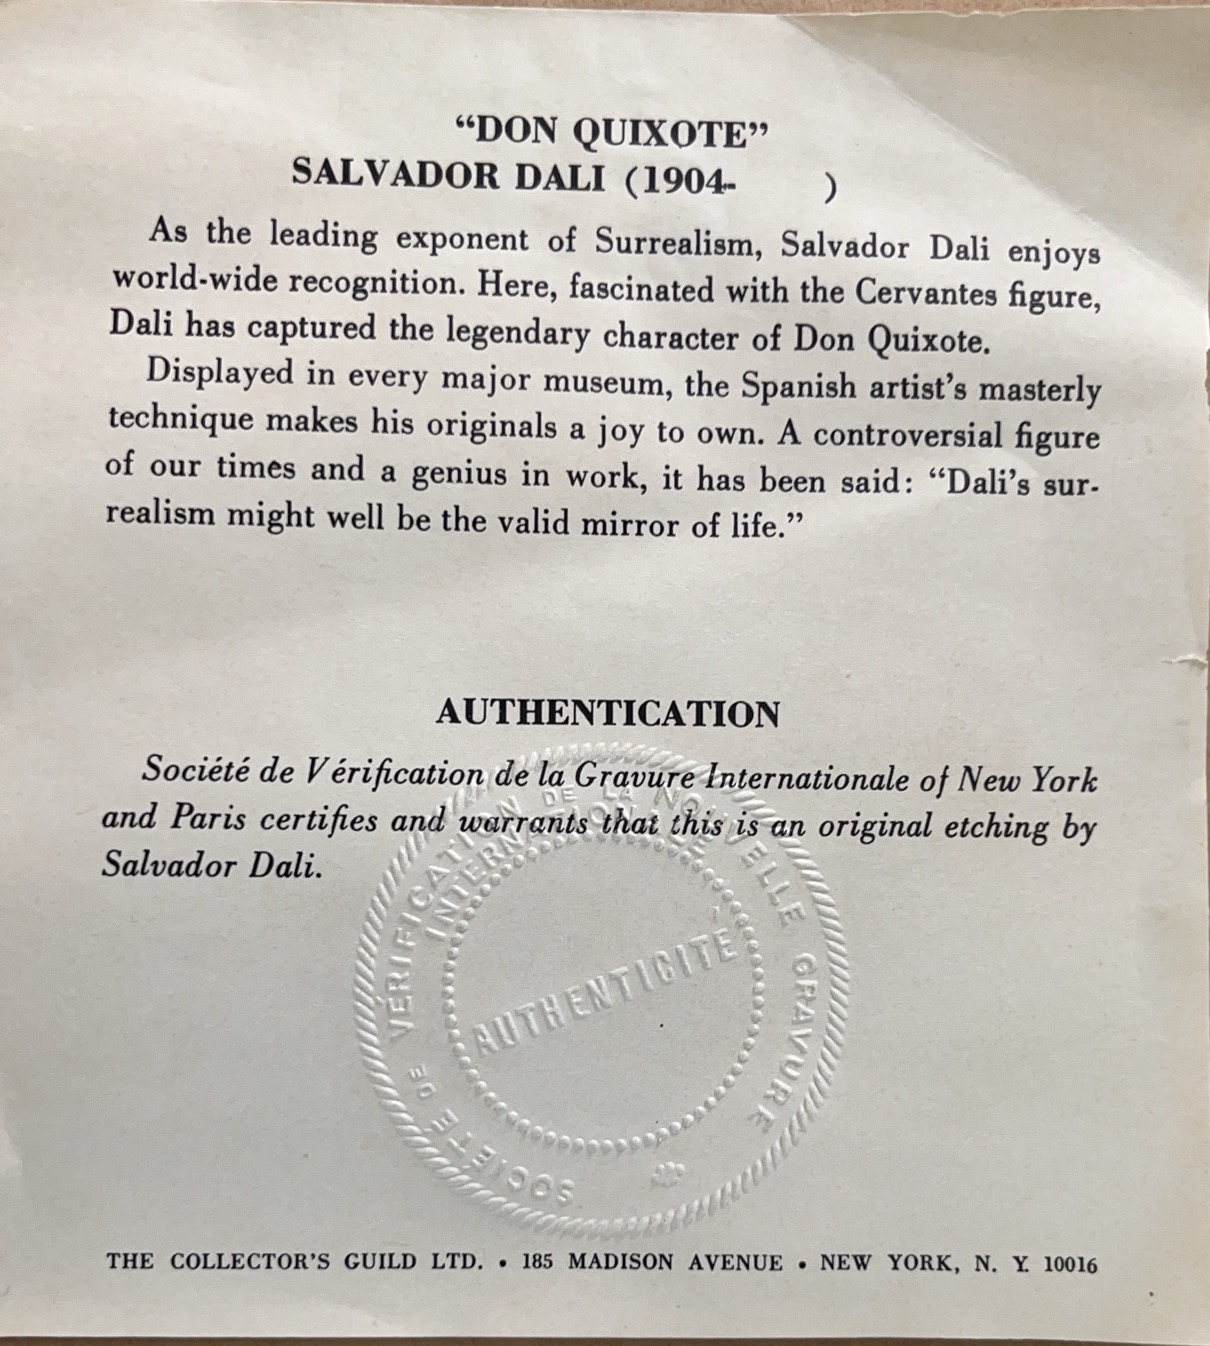 “DON QUIXOTE”
SALVADOR DALI (1904-       )
As the leading exponent of Surrealism, Salvador Dali enjoys
world-wide recognition. Here, fascinated with the Cervantes figure,
Dali has captured the legendary character of Don Quixote.
Displayed in every major museum, the Spanish artist’s masterly
technique makes his originals a joy to own. A controversial figure
of our times and a genius in work, it has been said: “Dali’s sur-
realism might well be the valid mirror of life.”
AUTHENTICATION
Société de Vérification de la Gravure Internationale of New York
and Paris certifies and warrants that this is an original etching by
Salvador Dali.
SOCIÉTÉ DE VÉRIFICATION DE LA NOUVELLE GRAVURE
INTERNATIONALE
AUTHENTICITÉ
THE COLLECTOR’S GUILD LTD. • 185 MADISON AVENUE • NEW YORK, N. Y. 10016